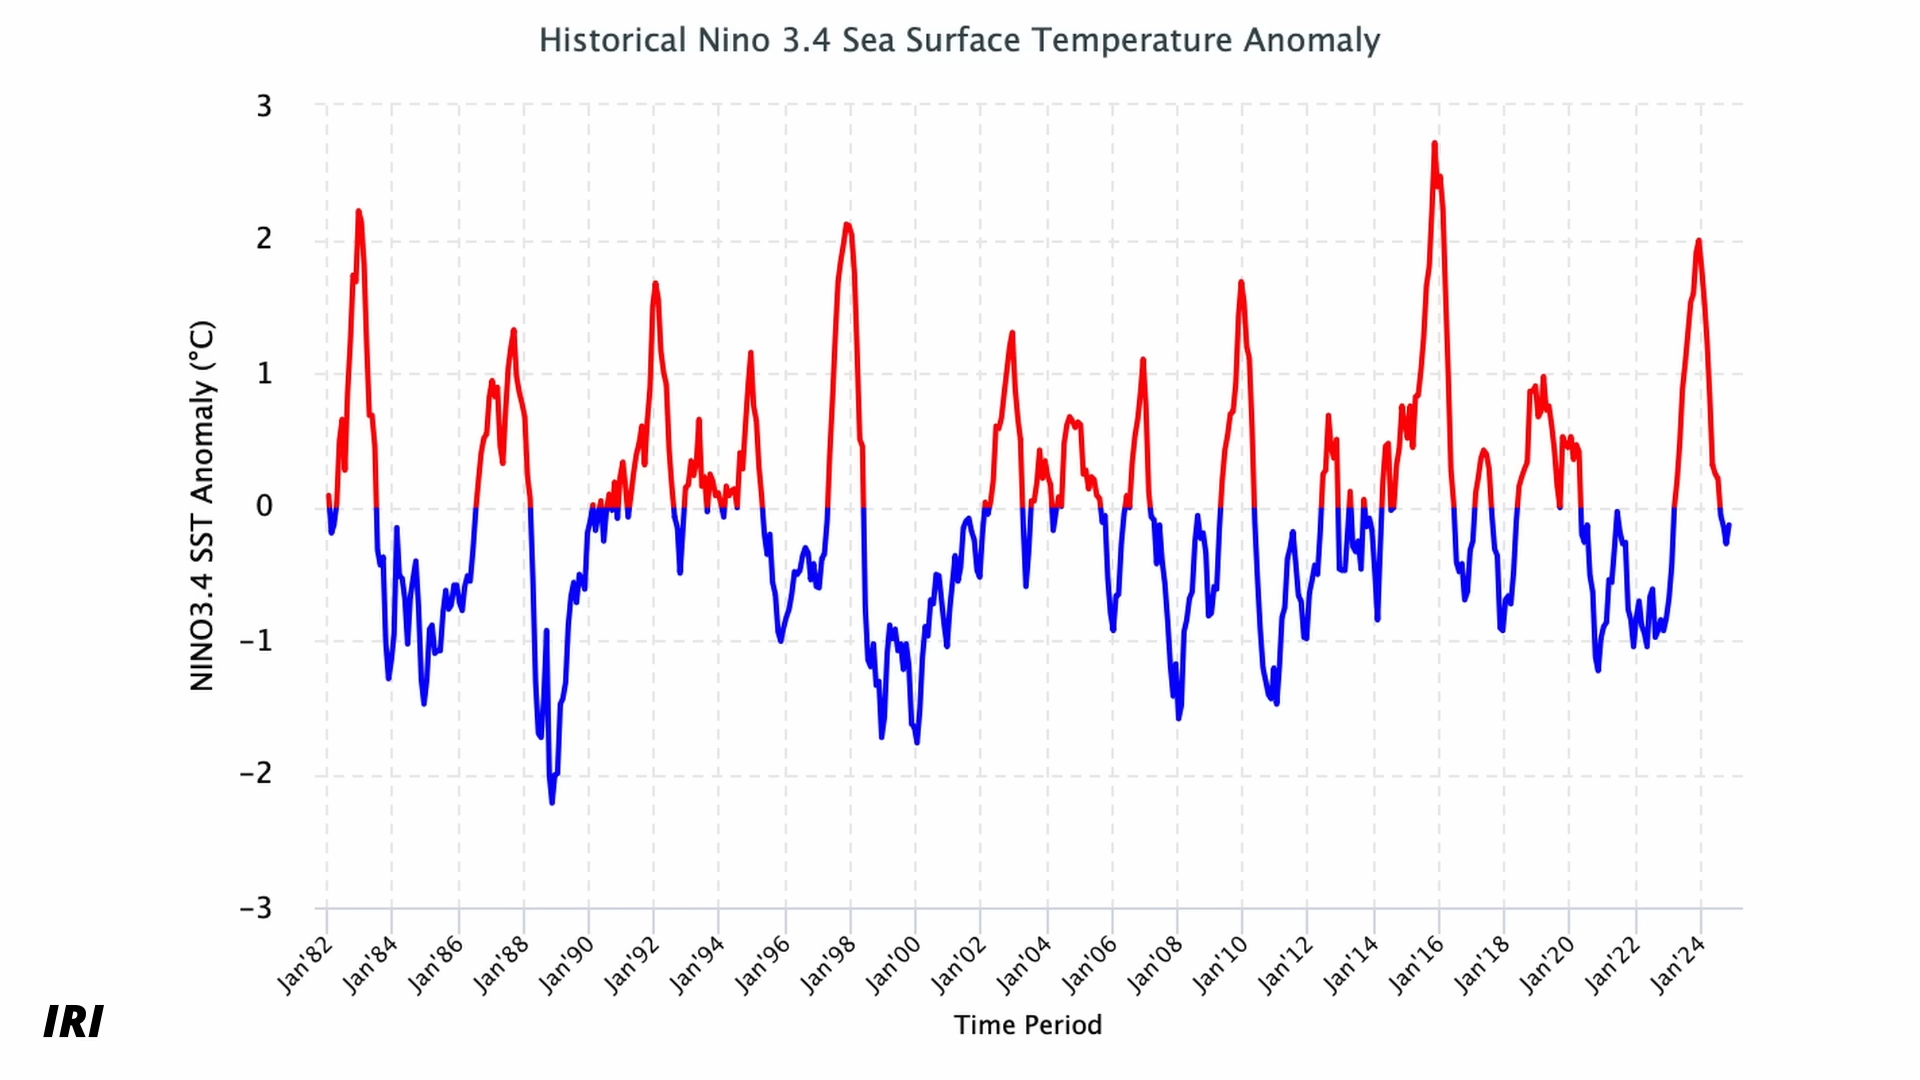 Historical Nino 3.4 Sea Surface Temperature Anomaly
NINO3.4 SST Anomaly (°C)
3
2
1
0
−1
−2
−3
Jan'82
Jan'84
Jan'86
Jan'88
Jan'90
Jan'92
Jan'94
Jan'96
Jan'98
Jan'00
Jan'02
Jan'04
Jan'06
Jan'08
Jan'10
Jan'12
Jan'14
Jan'16
Jan'18
Jan'20
Jan'22
Jan'24
Time Period
IRI